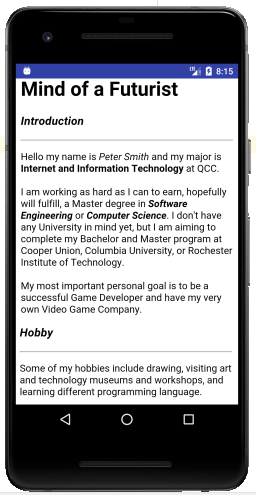 8:15
Mind of a Futurist
Introduction
Hello my name is Peter Smith and my major is
Internet and Information Technology at QCC.
I am working as hard as I can to earn, hopefully
will fulfill, a Master degree in Software
Engineering or Computer Science. I don't have
any University in mind yet, but I am aiming to
complete my Bachelor and Master program at
Cooper Union, Columbia University, or Rochester
Institute of Technology.
My most important personal goal is to be a
successful Game Developer and have my very
own Video Game Company.
Hobby
Some of my hobbies include drawing, visiting art
and technology museums and workshops, and
learning different programming language.